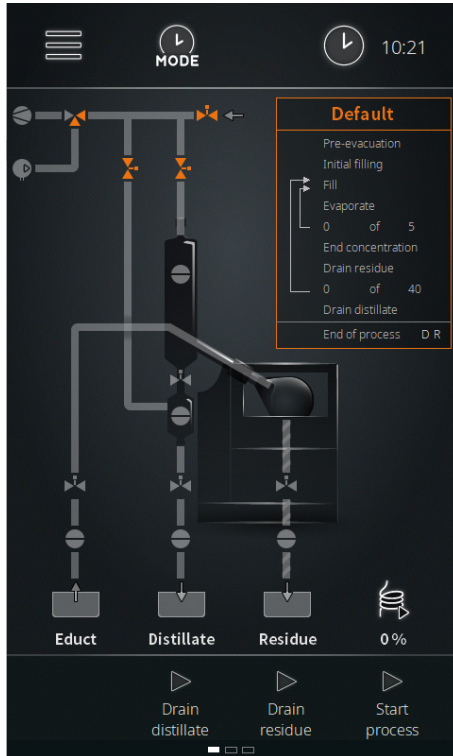 MODE
10:21
Default
Pre-evacuation
Initial filling
Fill
Evaporate
0 of 5
End concentration
Drain residue
0 of 40
Drain distillate
End of process D R
Educt Distillate Residue 0 %
Drain distillate
Drain residue
Start process